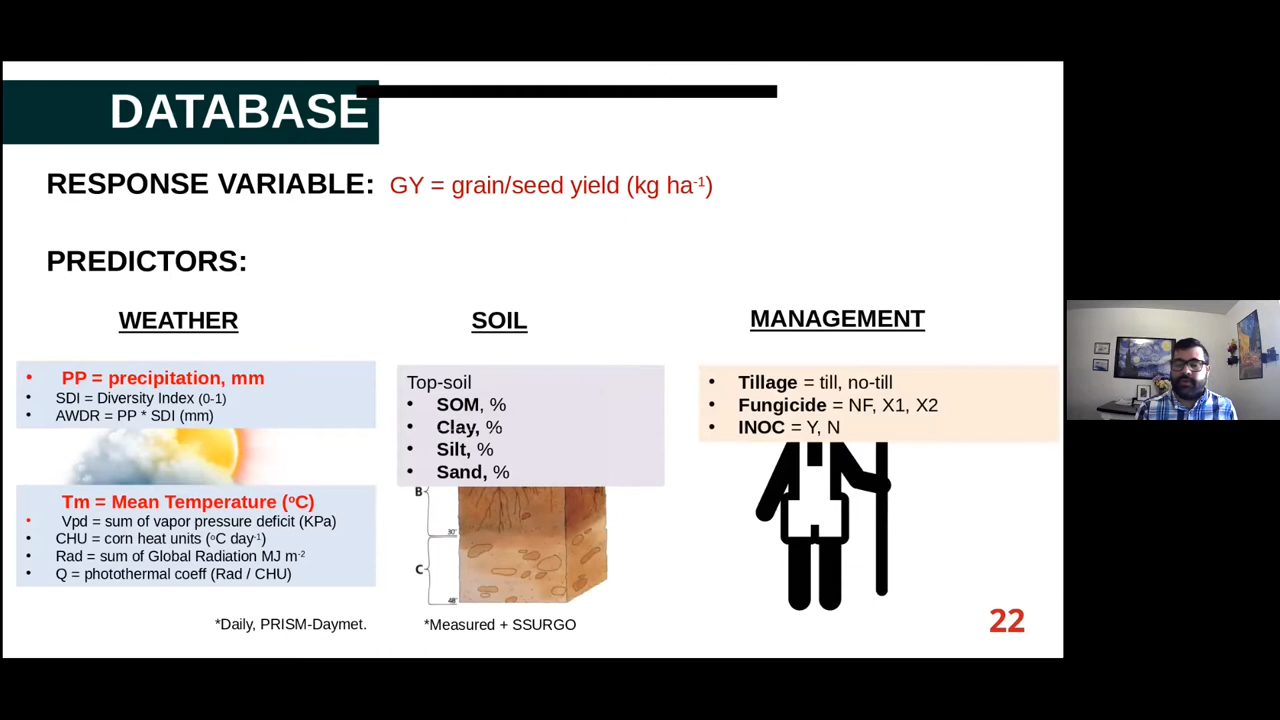 DATABASE
RESPONSE VARIABLE: GY = grain/seed yield (kg ha-1)
PREDICTORS:
WEATHER
• PP = precipitation, mm
• SDI = Diversity Index (0-1)
• AWDR = PP * SDI (mm)
Tm = Mean Temperature (oC)
• Vpd = sum of vapor pressure deficit (KPa)
• CHU = corn heat units (oC day-1)
• Rad = sum of Global Radiation MJ m-2
• Q = photothermal coeff (Rad / CHU)
*Daily, PRISM-Daymet.
SOIL
Top-soil
• SOM, %
• Clay, %
• Silt, %
• Sand, %
B
30"
C
48"
*Measured + SSURGO
MANAGEMENT
• Tillage = till, no-till
• Fungicide = NF, X1, X2
• INOC = Y, N
22